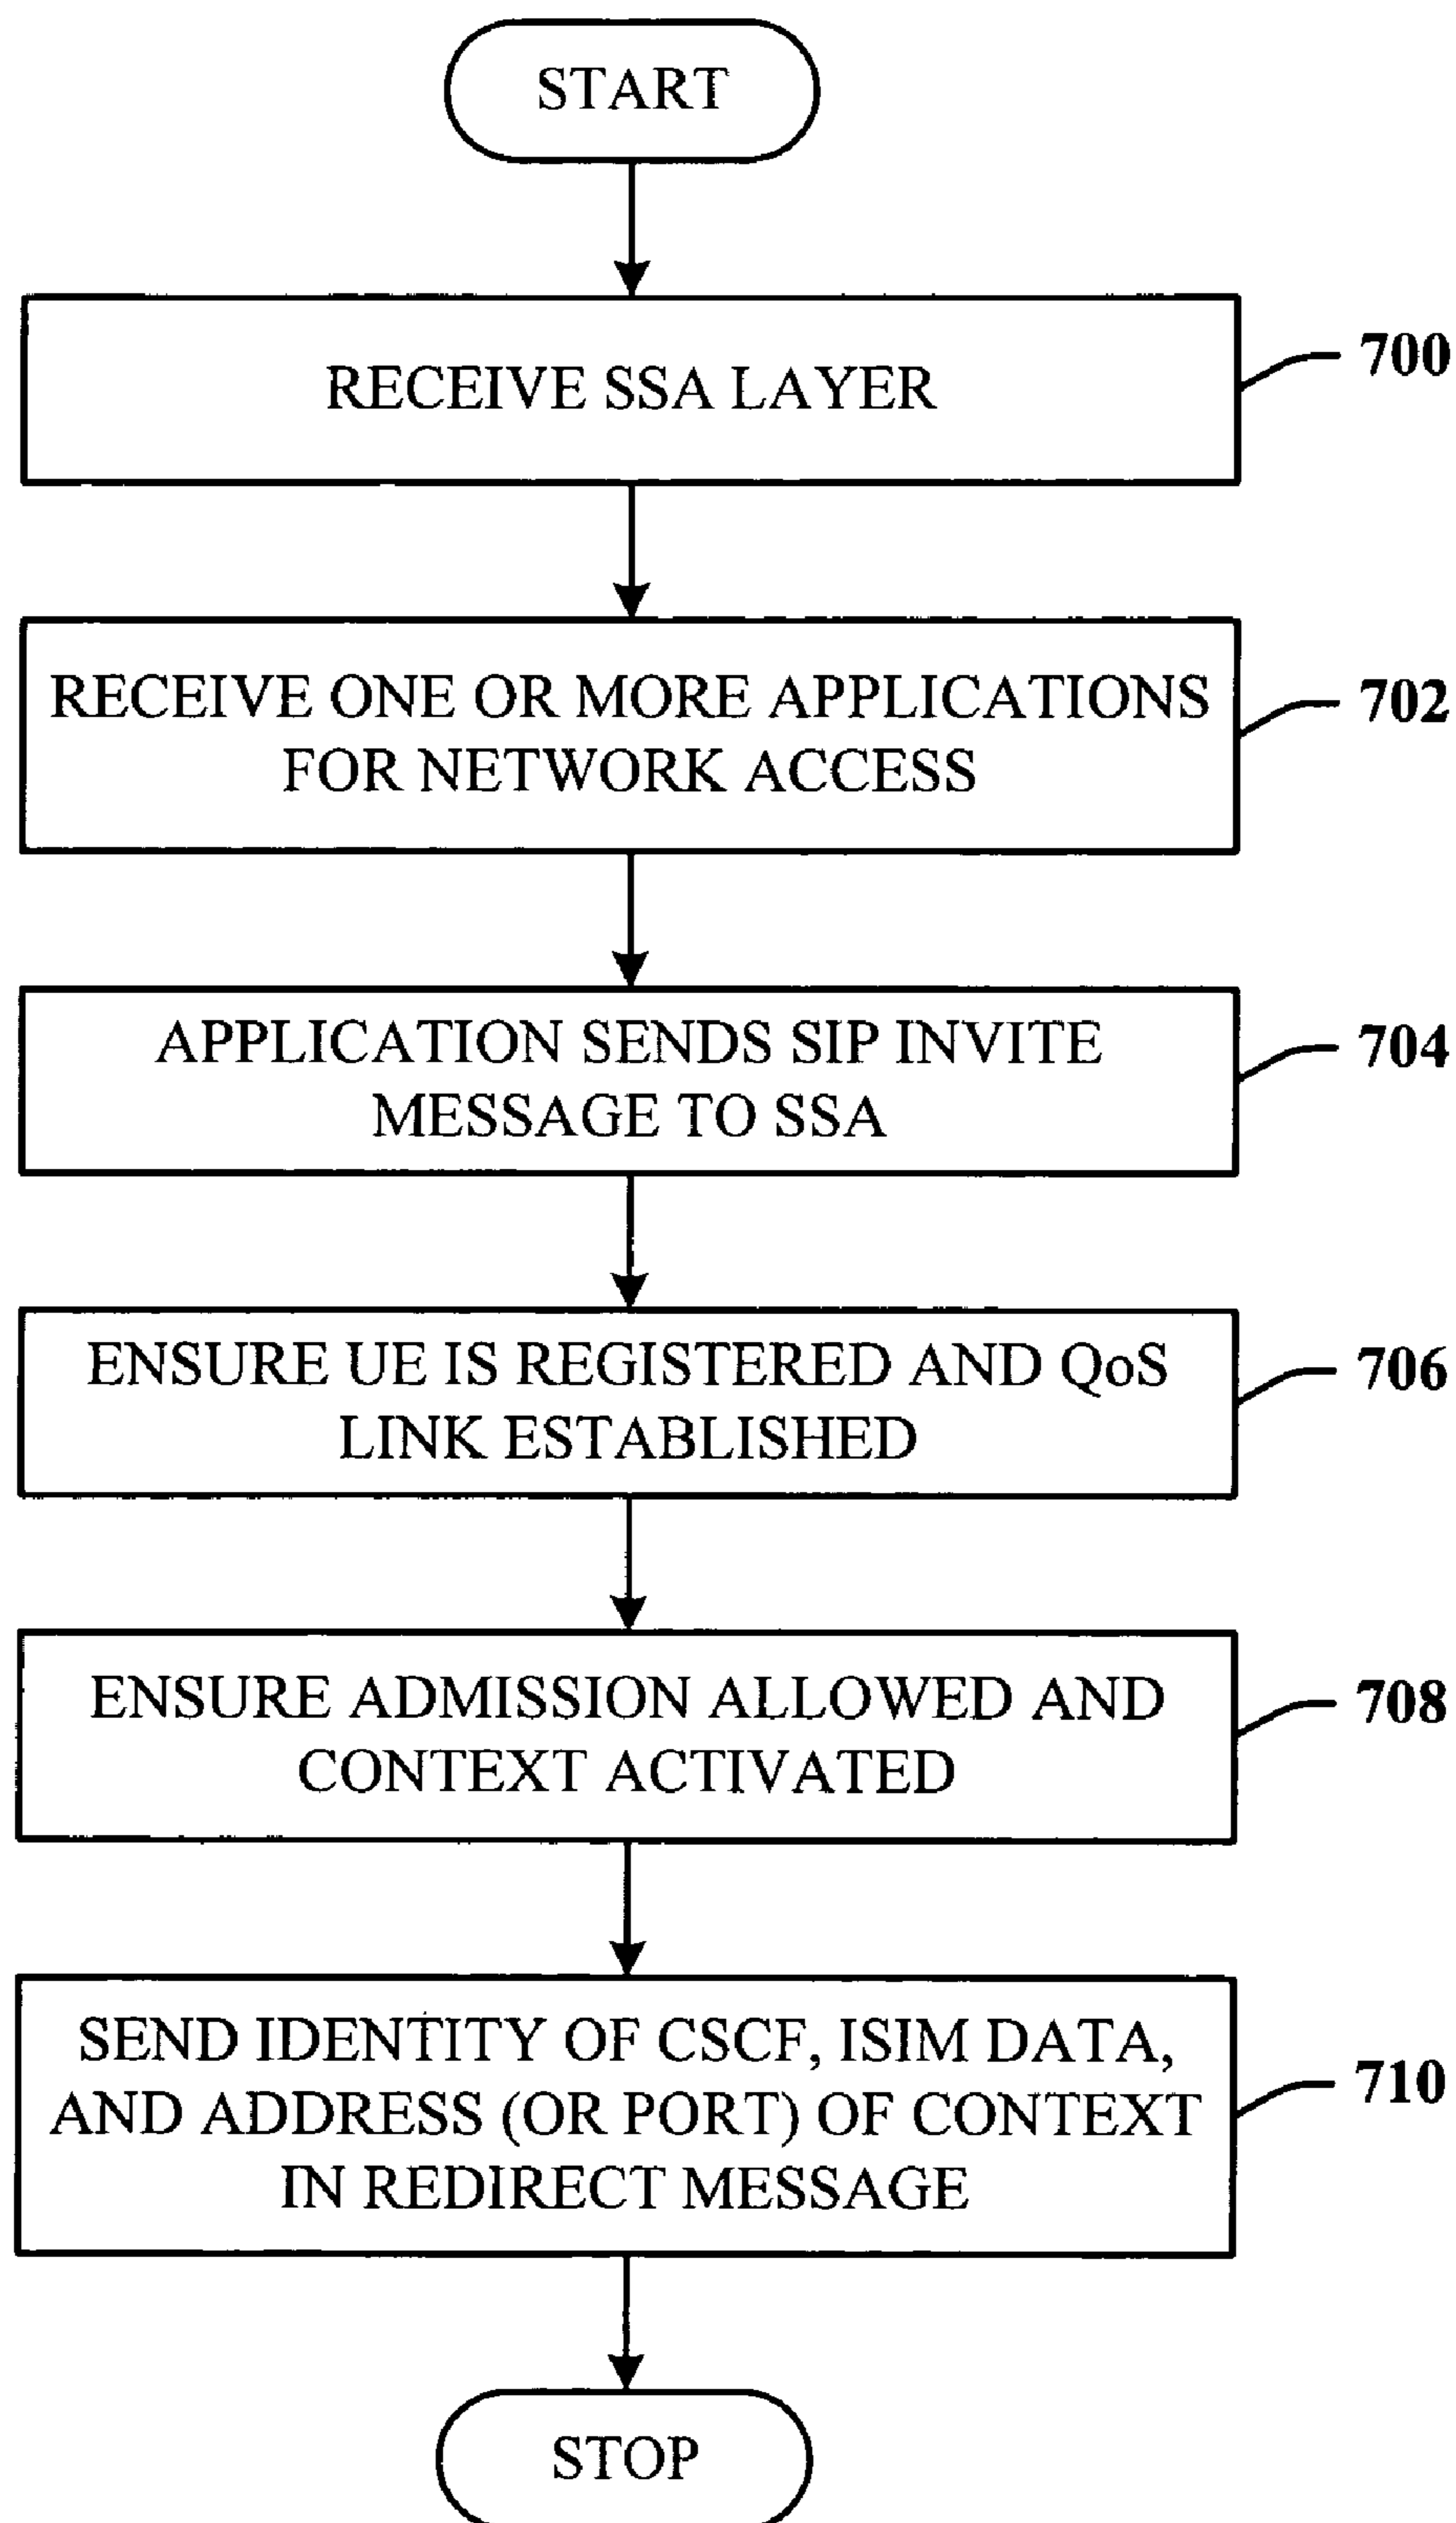 START
RECEIVE SSA LAYER
700
RECEIVE ONE OR MORE APPLICATIONS
FOR NETWORK ACCESS
702
APPLICATION SENDS SIP INVITE
MESSAGE TO SSA
704
ENSURE UE IS REGISTERED AND QoS
LINK ESTABLISHED
706
ENSURE ADMISSION ALLOWED AND
CONTEXT ACTIVATED
708
SEND IDENTITY OF CSCF, ISIM DATA,
AND ADDRESS (OR PORT) OF CONTEXT
IN REDIRECT MESSAGE
710
STOP